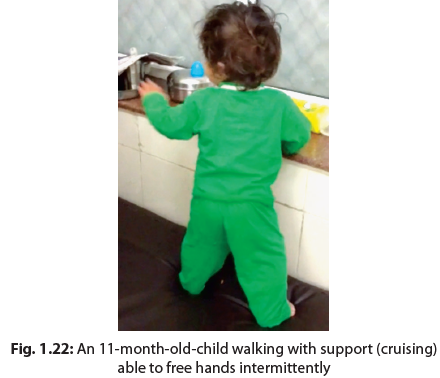 Fig. 1.22: An 11-month-old-child walking with support (cruising)
able to free hands intermittently